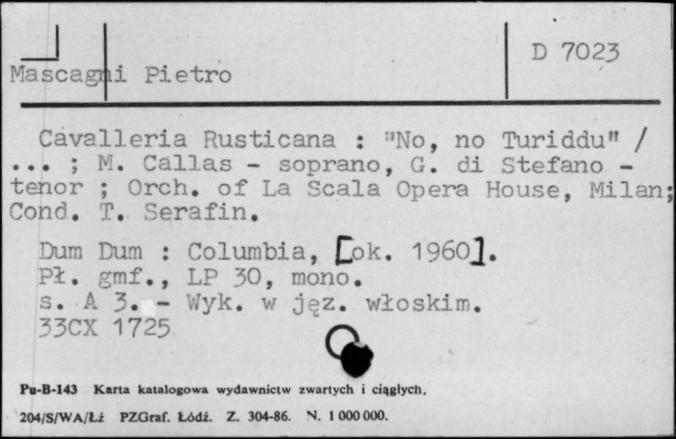 D 7023
Mascagni Pietro
Cavalleria Rusticana : "No, no Turiddu" /
... ; M. Callas - soprano, G. di Stefano -
tenor ; Orch. of La Scala Opera House, Milan;
Cond. T. Serafin.
Dum Dum : Columbia, [ok. 1960].
Pł. gmf., LP 30, mono.
s. A 3. - Wyk. w jęz. włoskim.
33CX 1725
Pu-B-143 Karta katalogowa wydawnictw zwartych i ciągłych.
204/S/WA/Łź PZGraf. Łódź. Z. 304-86. N. 1 000 000.